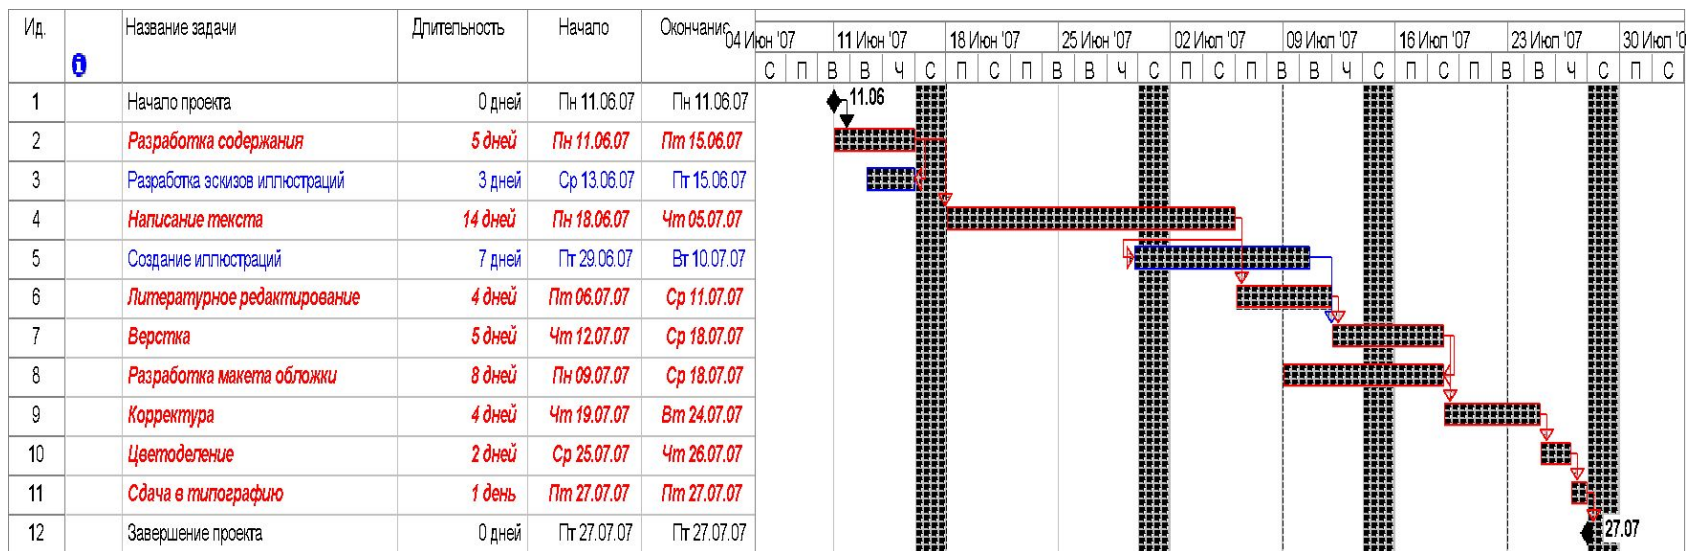 Ид. Название задачи Длительность Начало Окончание 04 Июн '07 11 Июн '07 18 Июн '07 25 Июн '07 02 Июл '07 09 Июл '07 16 Июл '07 23 Июл '07 30 Июл '0
С П В В Ч С П С П В В Ч С П С П В В Ч С П С П В В Ч С П С
1 Начало проекта 0 дней Пн 11.06.07 Пн 11.06.07 11.06
2 Разработка содержания 5 дней Пн 11.06.07 Пт 15.06.07
3 Разработка эскизов иллюстраций 3 дней Ср 13.06.07 Пт 15.06.07
4 Написание текста 14 дней Пн 18.06.07 Чт 05.07.07
5 Создание иллюстраций 7 дней Пт 29.06.07 Вт 10.07.07
6 Литературное редактирование 4 дней Пт 06.07.07 Ср 11.07.07
7 Верстка 5 дней Чт 12.07.07 Ср 18.07.07
8 Разработка макета обложки 8 дней Пн 09.07.07 Ср 18.07.07
9 Корректура 4 дней Чт 19.07.07 Вт 24.07.07
10 Цветоделение 2 дней Ср 25.07.07 Чт 26.07.07
11 Сдача в типографию 1 день Пт 27.07.07 Пт 27.07.07
12 Завершение проекта 0 дней Пт 27.07.07 Пт 27.07.07 27.07